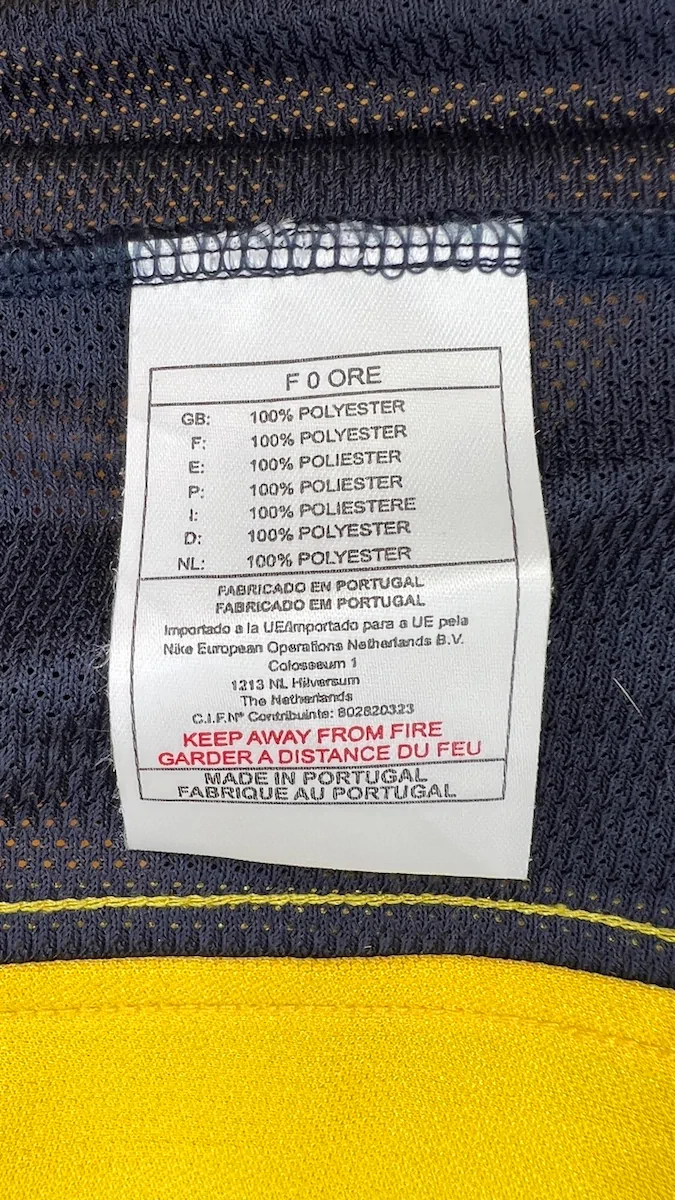 F 0 ORE
GB: 100% POLYESTER
F: 100% POLYESTER
E: 100% POLIESTER
P: 100% POLIESTER
I: 100% POLIESTERE
D: 100% POLYESTER
NL: 100% POLYESTER
FABRICADO EN PORTUGAL
FABRICADO EM PORTUGAL
Importado a la UE/Importado para a UE pela
Nike European Operations Netherlands B.V.
Colosseum 1
1213 NL Hilversum
The Netherlands
C.I.F.Nº Contribuinte: 802820323
KEEP AWAY FROM FIRE
GARDER A DISTANCE DU FEU
MADE IN PORTUGAL
FABRIQUE AU PORTUGAL